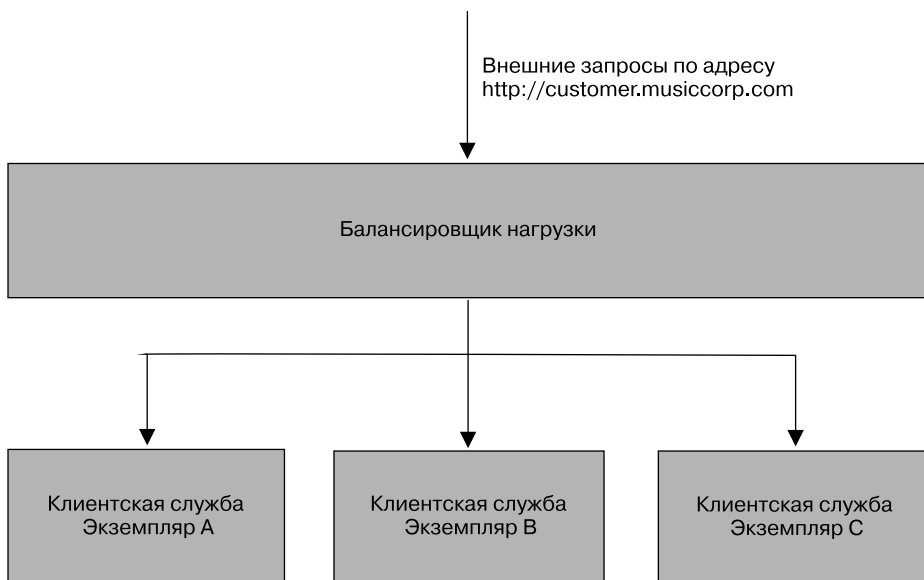 Внешние запросы по адресу
http://customer.musiccorp.com
Балансировщик нагрузки
Клиентская служба
Экземпляр A
Клиентская служба
Экземпляр B
Клиентская служба
Экземпляр C